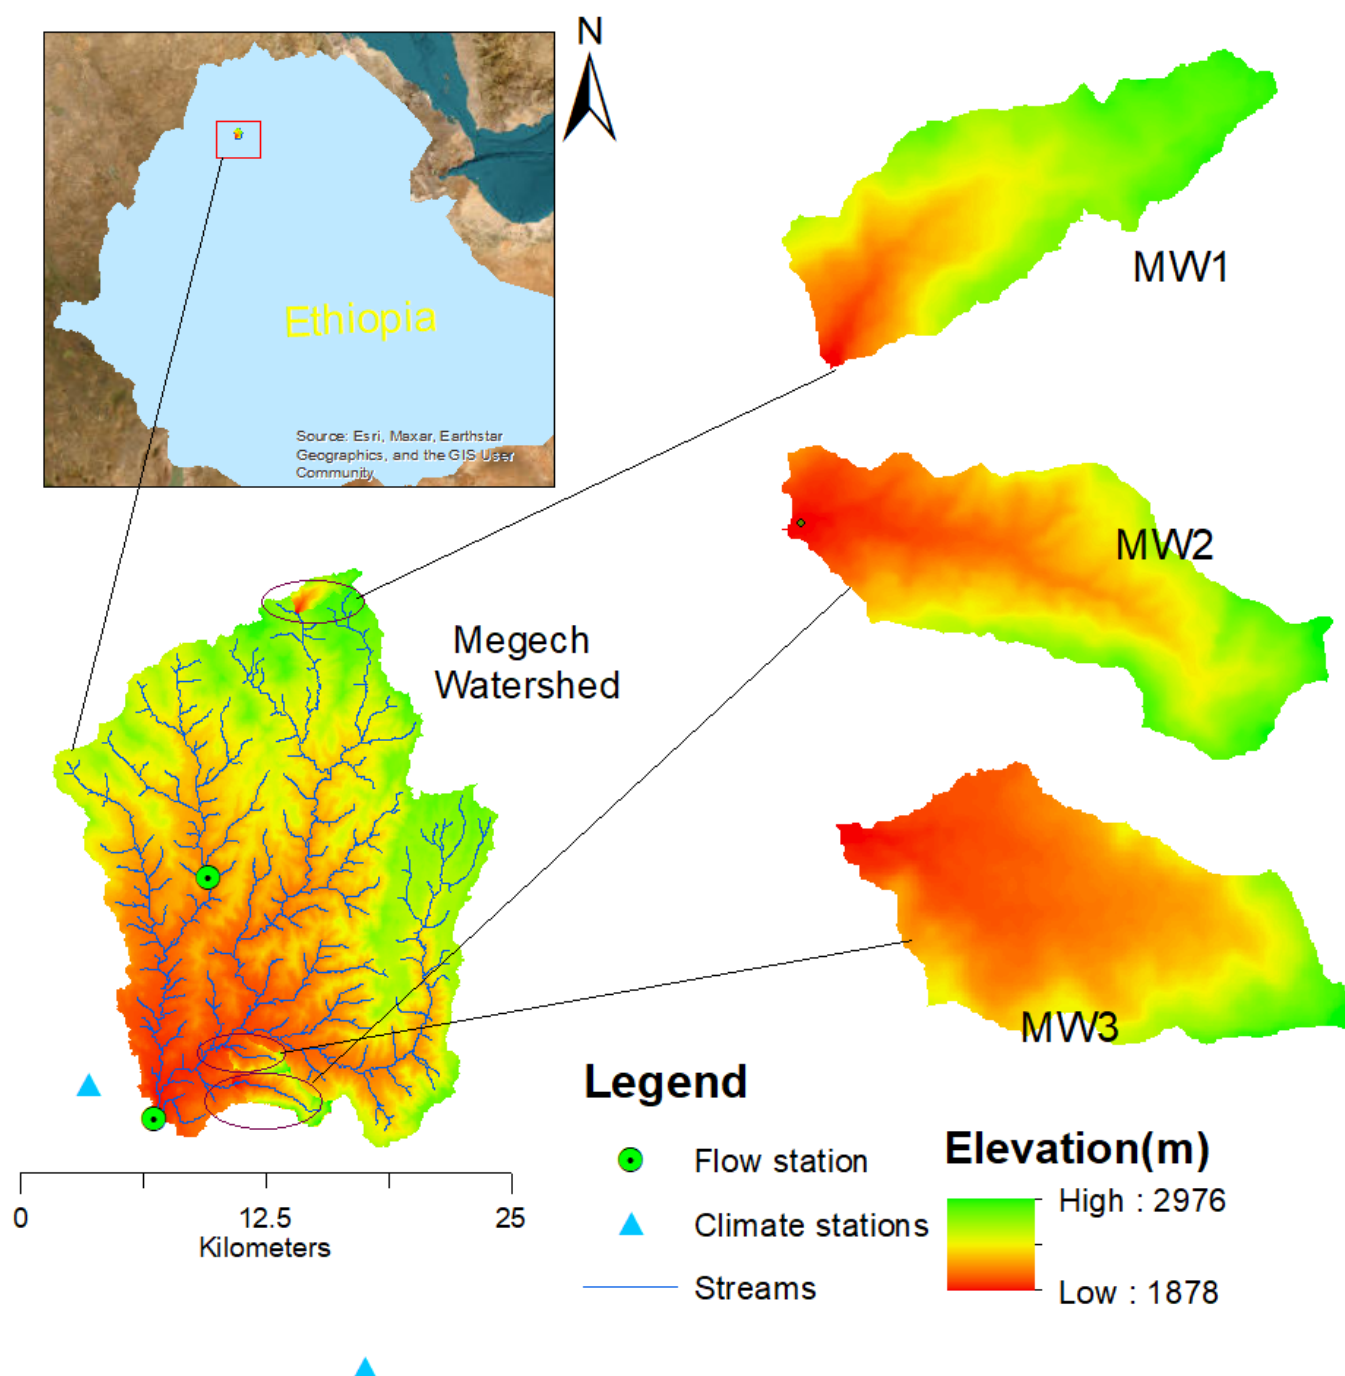 N
Ethiopia
Source: Esri, Maxar, Earthstar
Geographics, and the GIS User
Community
MW1
MW2
Megech
Watershed
MW3
Legend
Flow station
Climate stations
Streams
Elevation(m)
High : 2976
Low : 1878
0
12.5
25
Kilometers